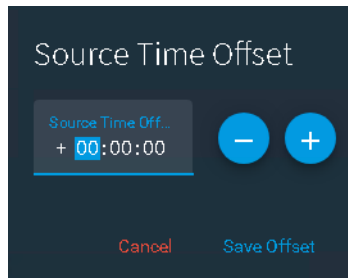 Source Time Offset
Source Time Off...
+ 00:00:00
Cancel Save Offset